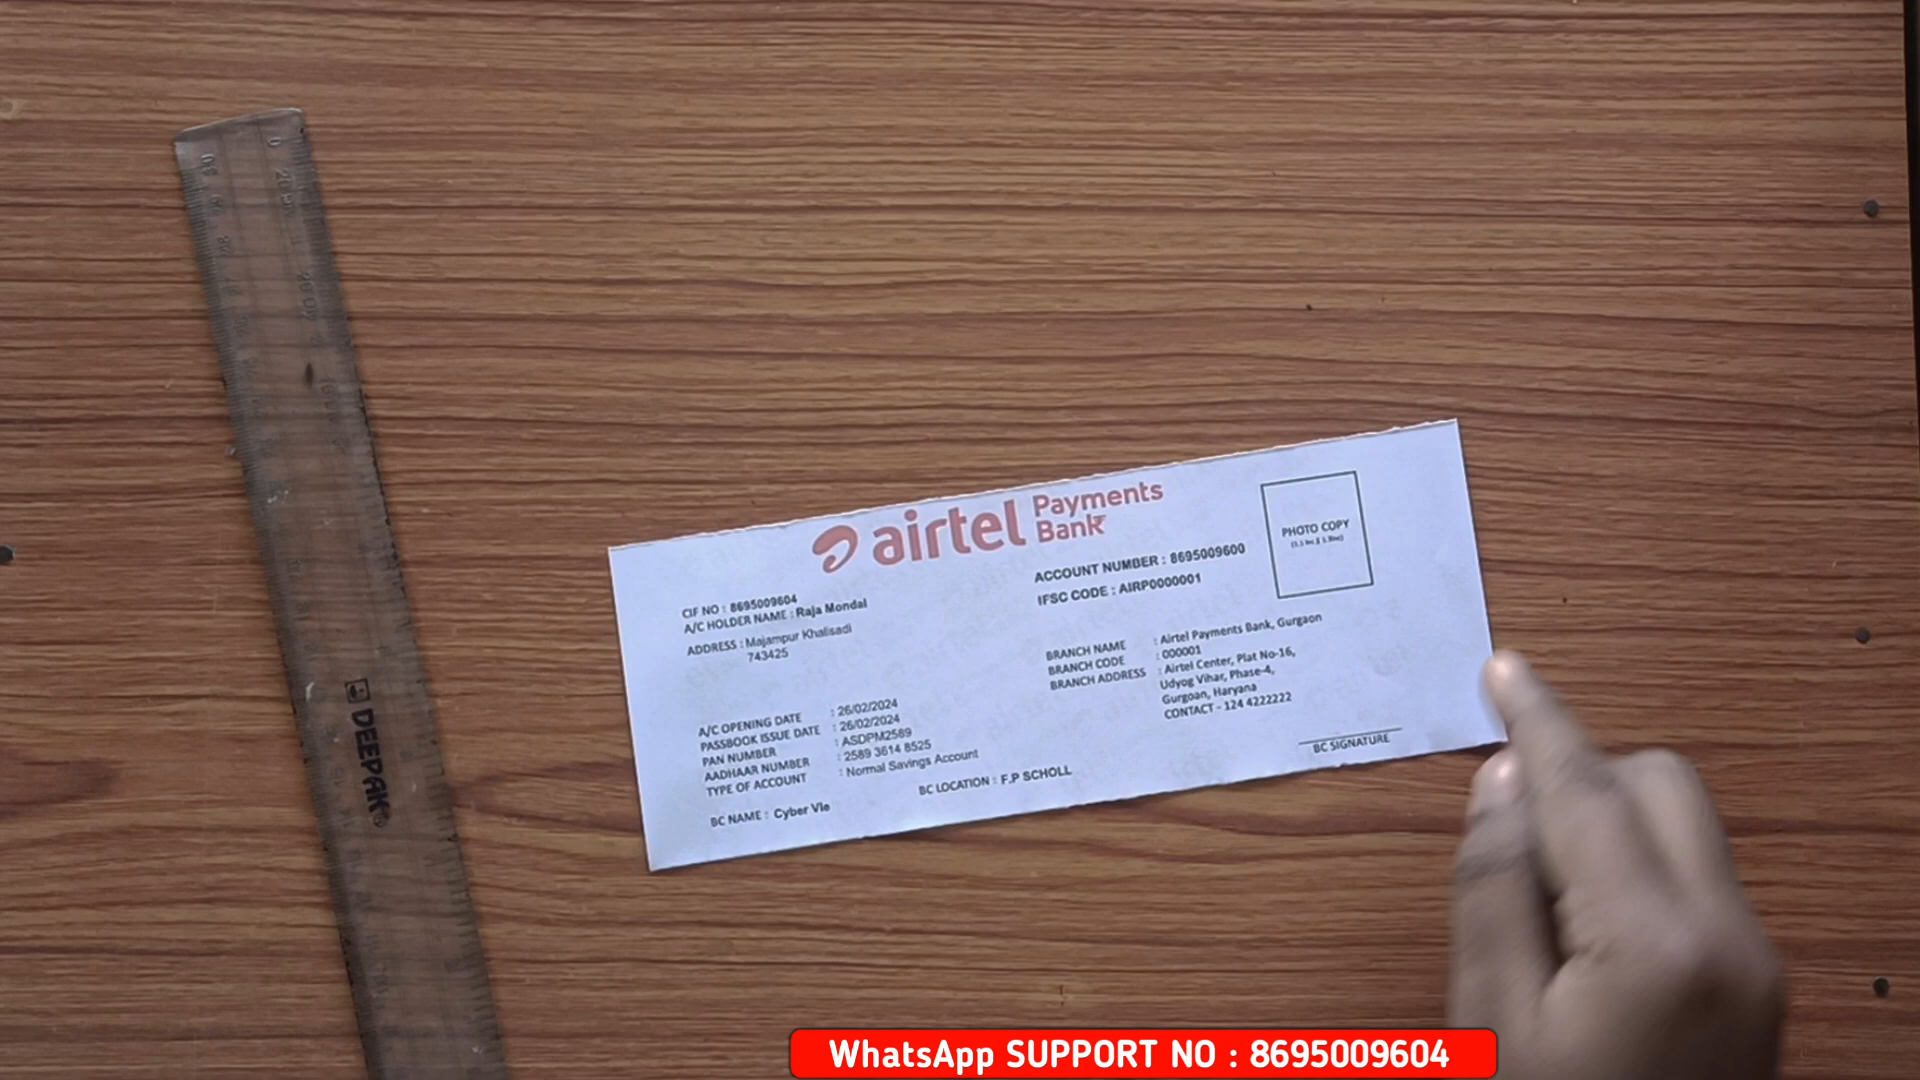 airtel Payments Bank
CIF NO : 8695009604
A/C HOLDER NAME : Raja Mondal
ADDRESS : Majampur Khalisadi
743425
ACCOUNT NUMBER : 8695009600
IFSC CODE : AIRP0000001
PHOTO COPY
BRANCH NAME : Airtel Payments Bank, Gurgaon
BRANCH CODE : 000001
BRANCH ADDRESS : Airtel Center, Plat No-16,
Udyog Vihar, Phase-4,
Gurgoan, Haryana
CONTACT - 124 4222222
A/C OPENING DATE : 26/02/2024
PASSBOOK ISSUE DATE : 26/02/2024
PAN NUMBER : ASDPM2589
AADHAAR NUMBER : 2589 3614 8525
TYPE OF ACCOUNT : Normal Savings Account
BC NAME : Cyber Vle
BC LOCATION : F.P SCHOLL
BC SIGNATURE
DEEPAK
WhatsApp SUPPORT NO : 8695009604